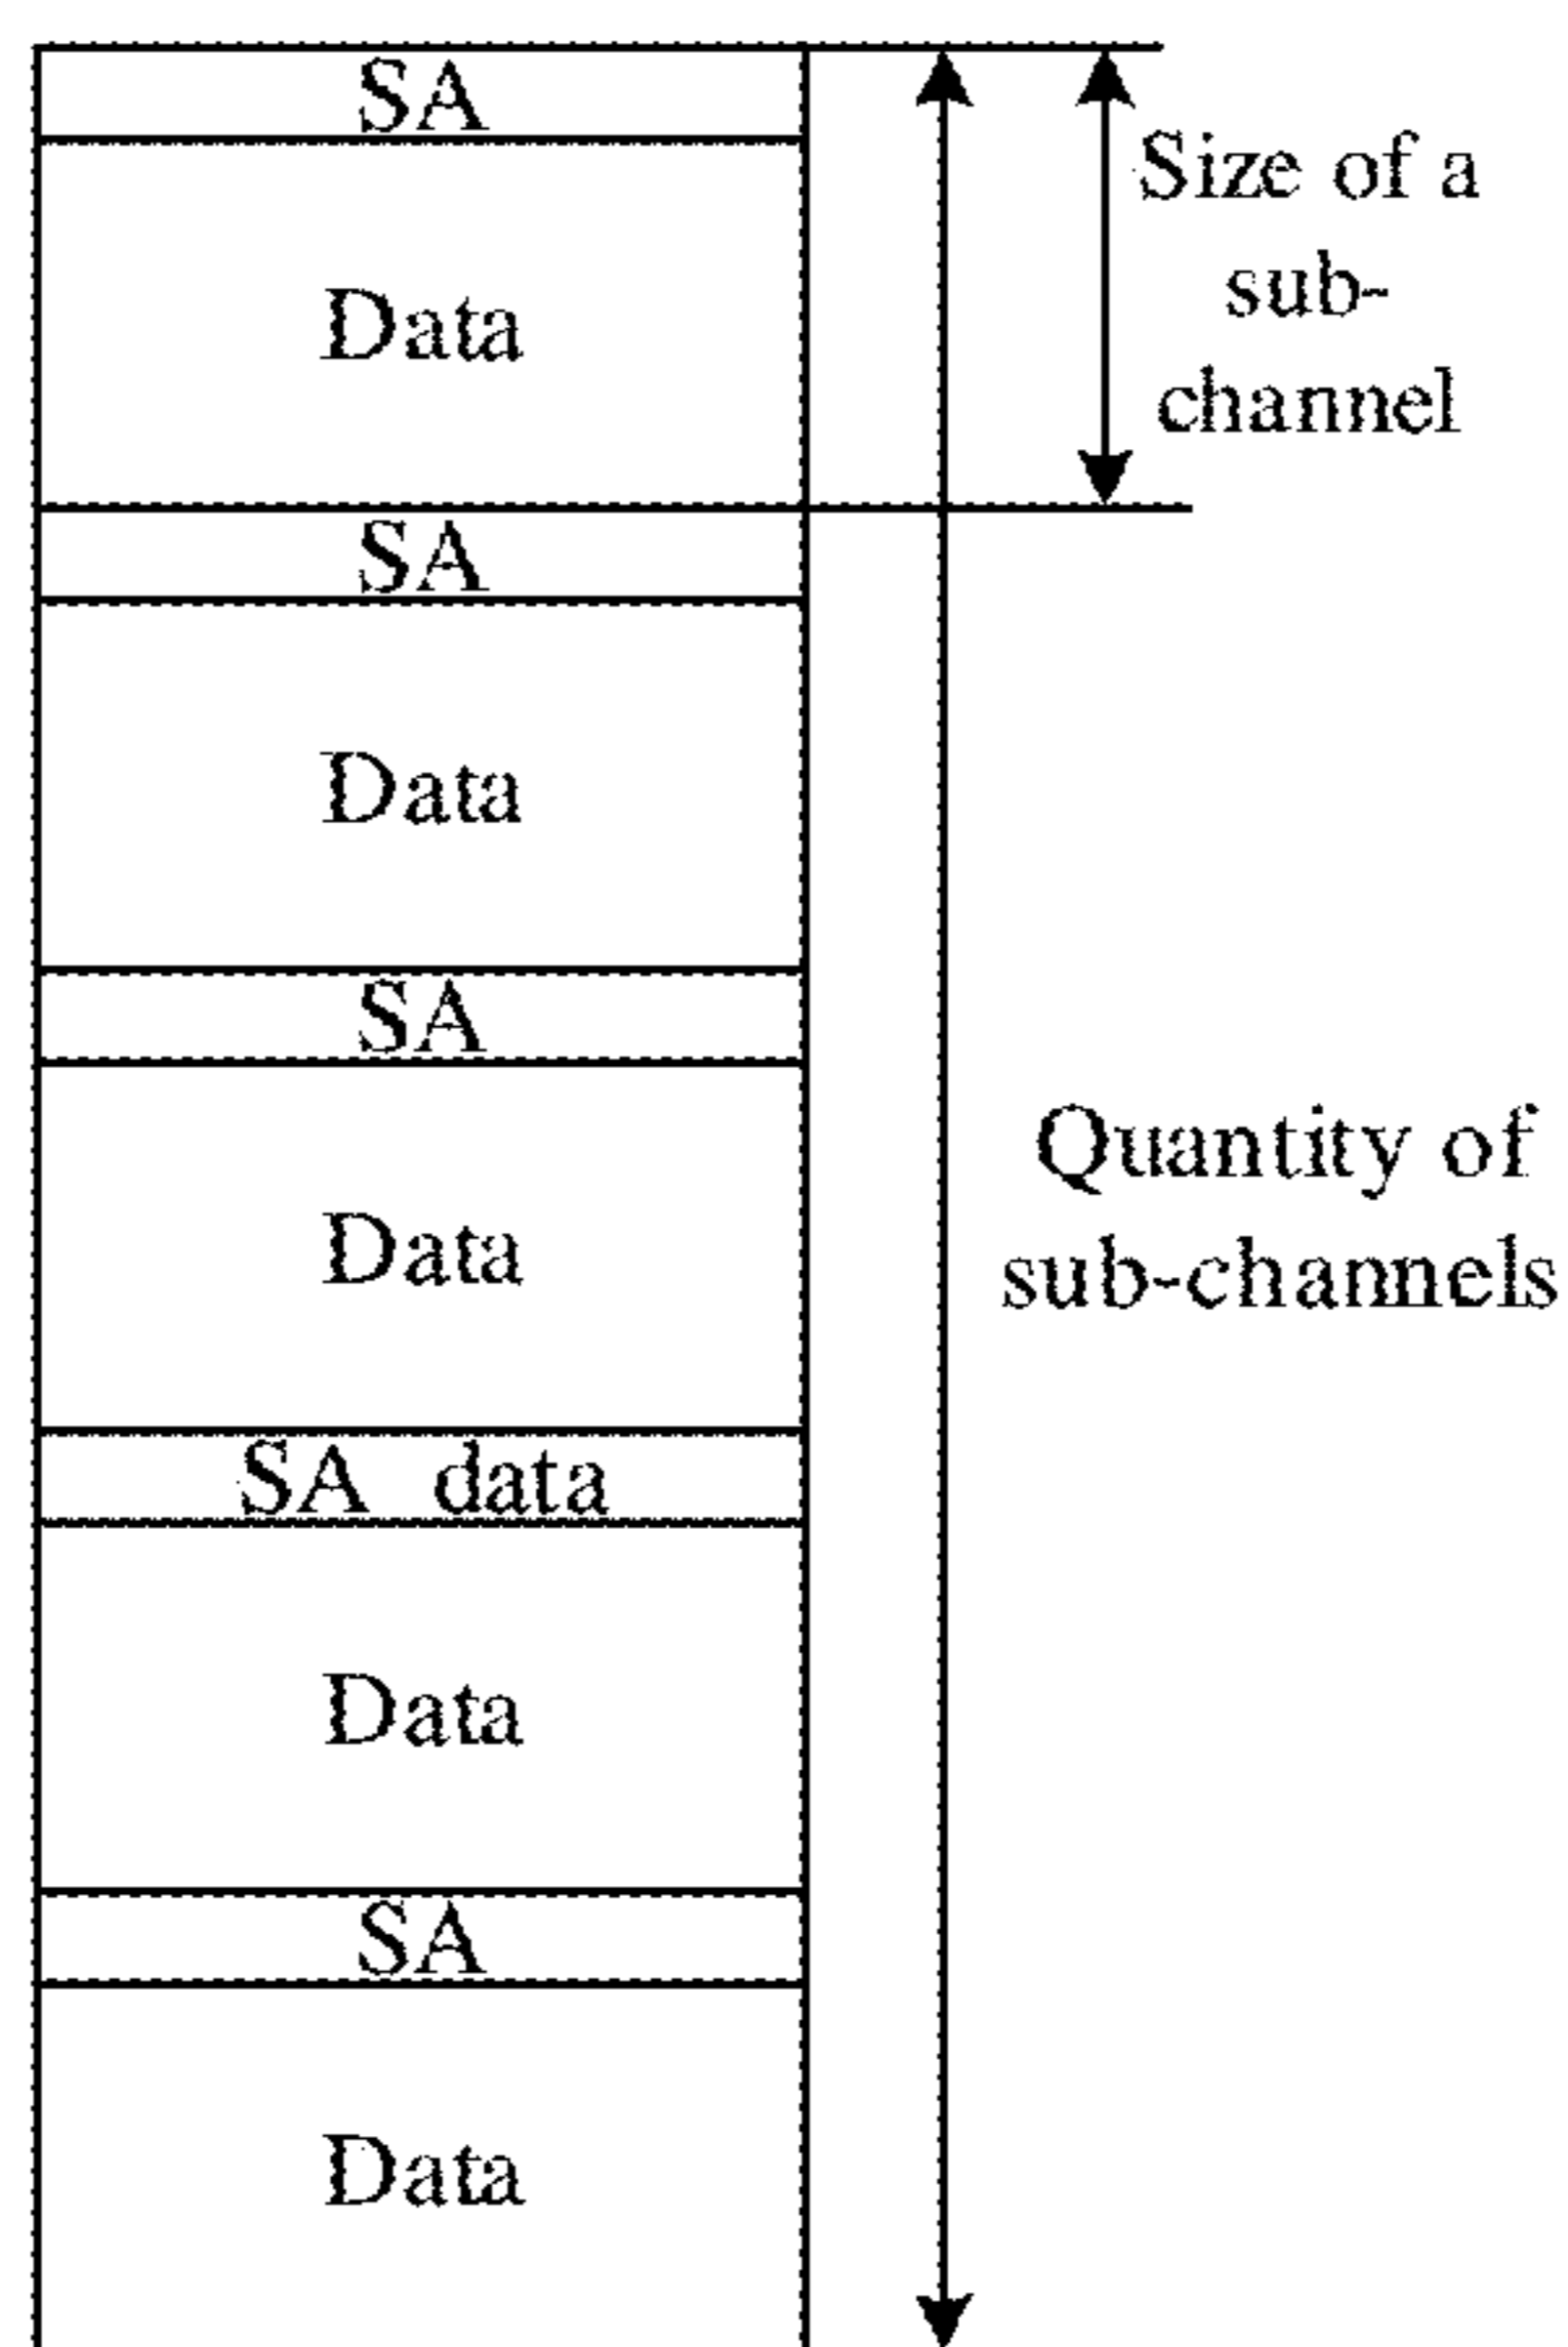 SA
Data
Size of a
sub-
channel
SA
Data
SA
Data
Quantity of
sub-channels
SA data
Data
SA
Data